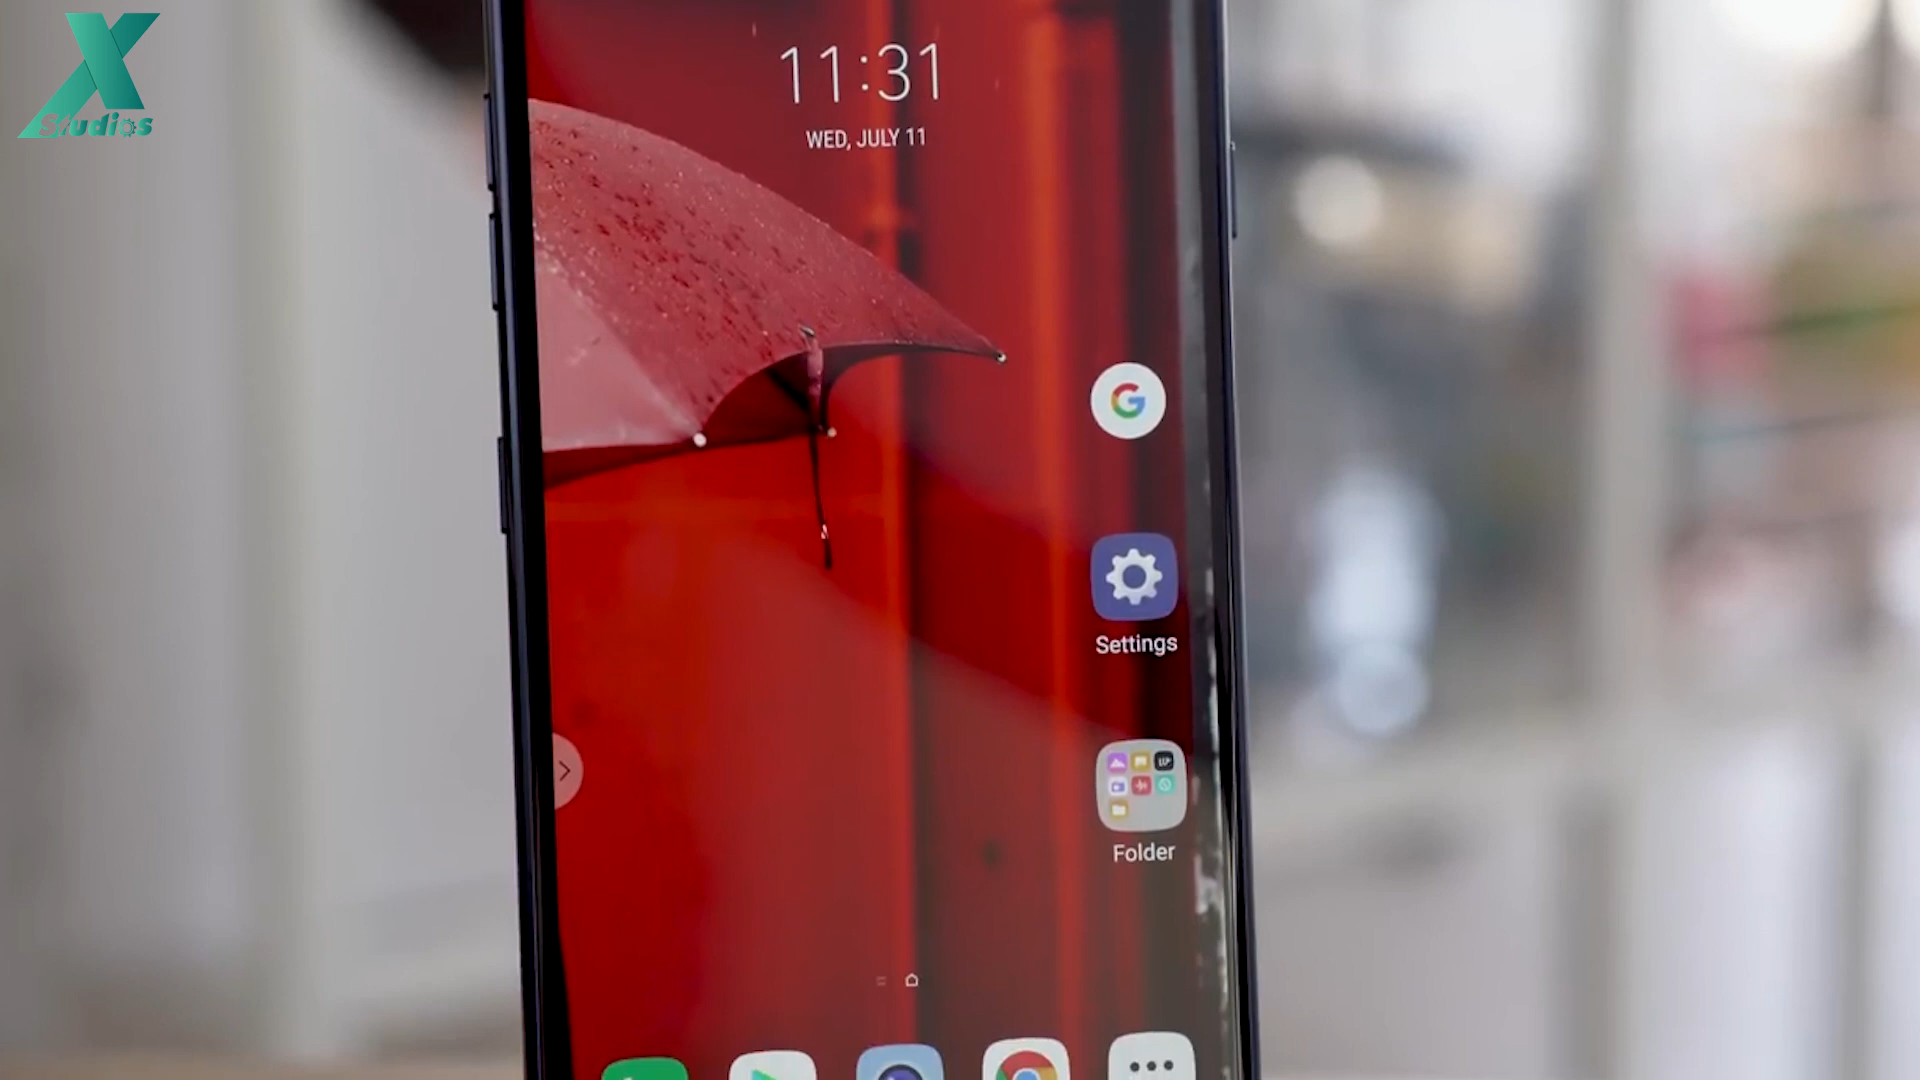 X
Studios
11:31
WED, JULY 11
G
Settings
Folder